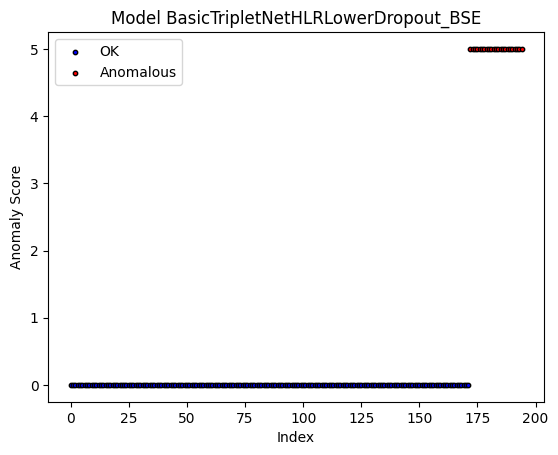 Model BasicTripletNetHLRLowerDropout_BSE
OK
Anomalous
5
4
3
2
1
0
Anomaly Score
0 25 50 75 100 125 150 175 200
Index